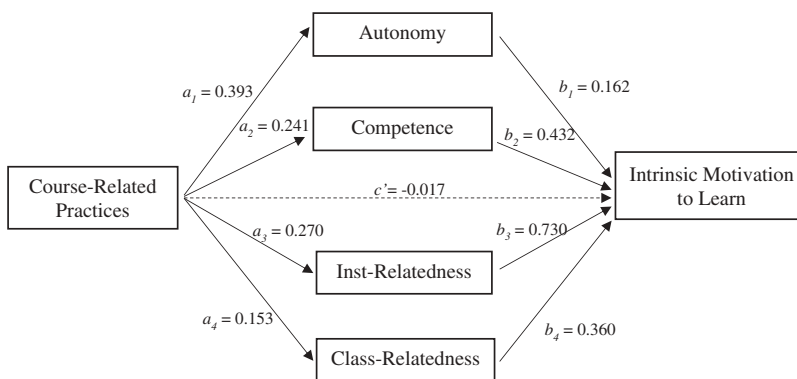 Autonomy
a1 = 0.393
b1 = 0.162
a2 = 0.241
Competence
b2 = 0.432
Course-Related
Practices
c'= -0.017
Intrinsic Motivation
to Learn
a3 = 0.270
b3 = 0.730
Inst-Relatedness
a4 = 0.153
b4 = 0.360
Class-Relatedness